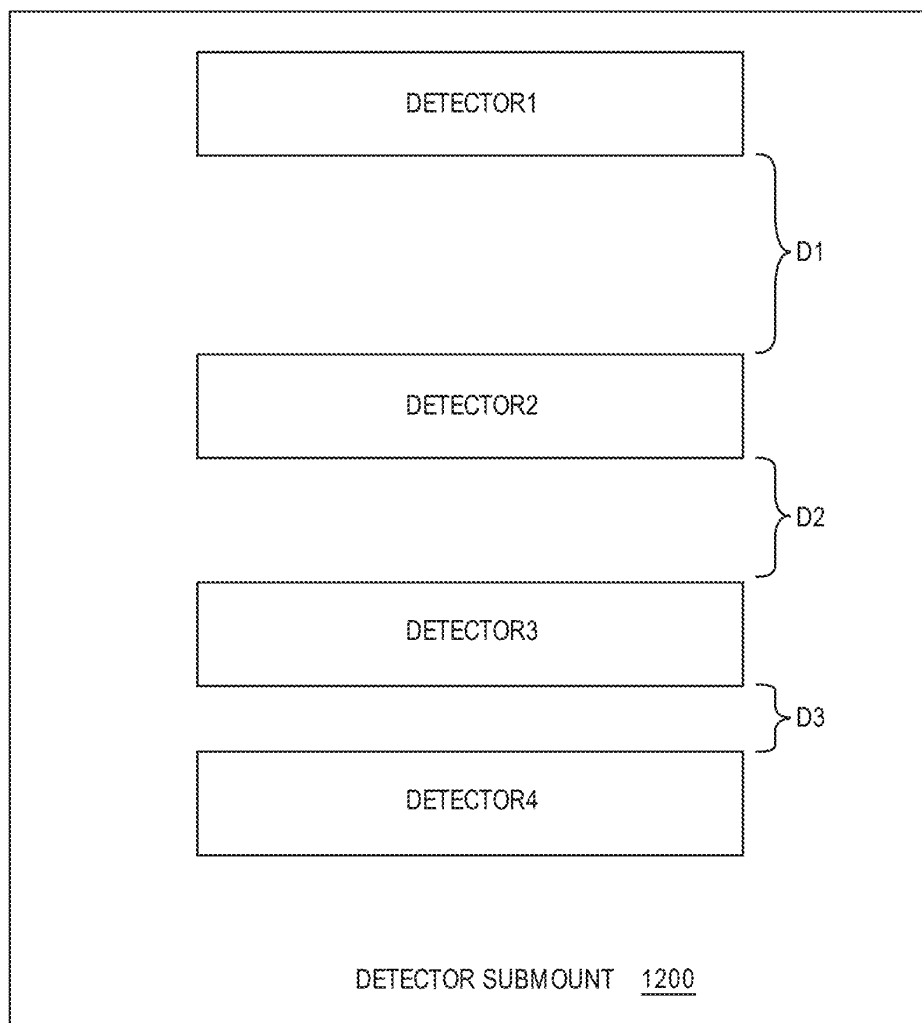 DETECTOR1
D1
DETECTOR2
D2
DETECTOR3
D3
DETECTOR4
DETECTOR SUBMOUNT 1200